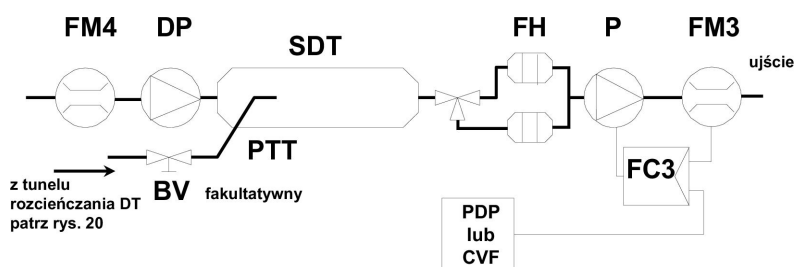 FM4 DP SDT FH P FM3
ujście
PTT
FC3
z tunelu
rozcieńczania DT
patrz rys. 20
BV fakultatywny
PDP
lub
CVF